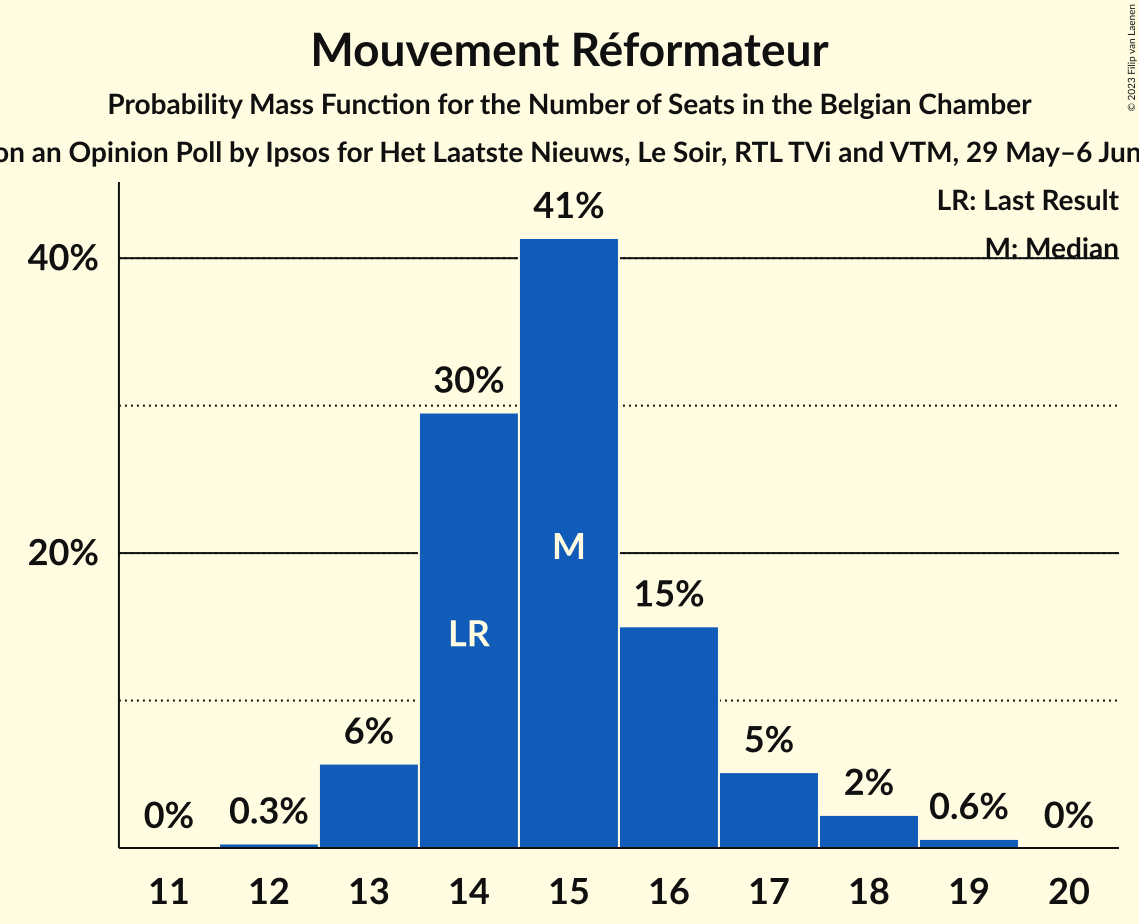 Mouvement Réformateur
Probability Mass Function for the Number of Seats in the Belgian Chamber
on an Opinion Poll by Ipsos for Het Laatste Nieuws, Le Soir, RTL TVi and VTM, 29 May–6 Jun
© 2023 Filip van Laenen
LR: Last Result
M: Median
40%
20%
0%
0.3%
6%
30%
41%
15%
5%
2%
0.6%
0%
LR
M
11 12 13 14 15 16 17 18 19 20